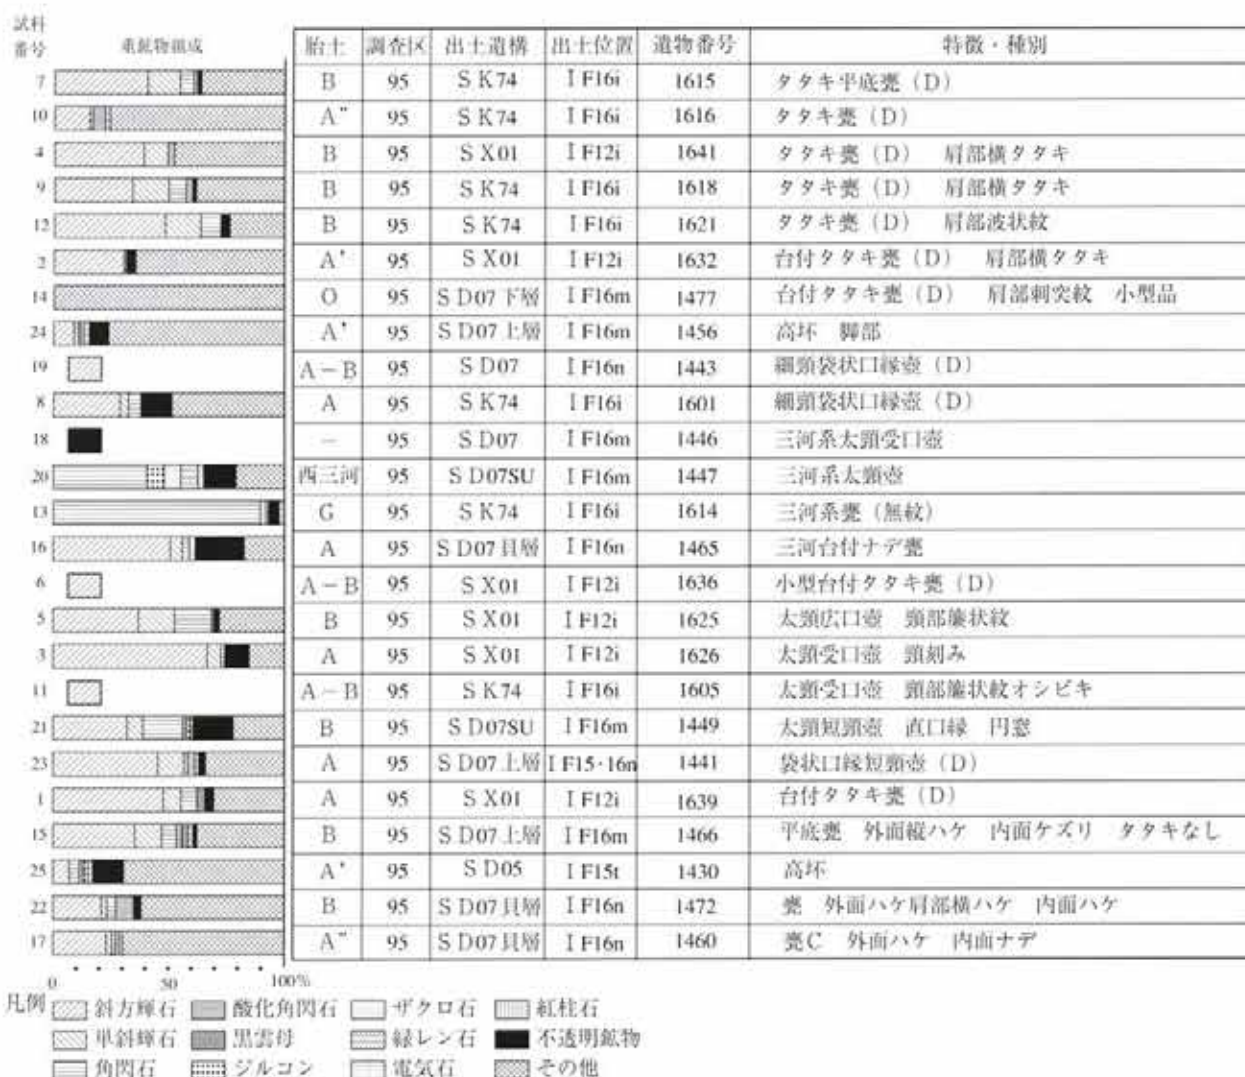 試料
番号 重鉱物組成 胎土 調査区 出土遺構 出土位置 遺物番号 特徴・種別
7 B 95 SK74 ⅠF16i 1615 タタキ平底甕(D)
10 A" 95 SK74 ⅠF16i 1616 タタキ甕(D)
4 B 95 SX01 ⅠF12i 1641 タタキ甕(D) 肩部横タタキ
9 B 95 SK74 ⅠF16i 1618 タタキ甕(D) 肩部横タタキ
12 B 95 SK74 ⅠF16i 1621 タタキ甕(D) 肩部波状紋
2 A' 95 SX01 ⅠF12i 1632 台付タタキ甕(D) 肩部横タタキ
14 O 95 SD07下層 ⅠF16m 1477 台付タタキ甕(D) 肩部刺突紋 小型品
24 A' 95 SD07上層 ⅠF16m 1456 高坏 脚部
19 A−B 95 SD07 ⅠF16n 1443 細頸袋状口縁壺(D)
8 A 95 SK74 ⅠF16i 1601 細頸袋状口縁壺(D)
18 − 95 SD07 ⅠF16m 1446 三河系太頸受口壺
20 西三河 95 SD07SU ⅠF16m 1447 三河系太頸壺
13 G 95 SK74 ⅠF16i 1614 三河系甕(無紋)
16 A 95 SD07貝層 ⅠF16n 1465 三河台付ナデ甕
6 A−B 95 SX01 ⅠF12i 1636 小型台付タタキ甕(D)
5 B 95 SX01 ⅠF12i 1625 太頸広口壺 頸部簾状紋
3 A 95 SX01 ⅠF12i 1626 太頸受口壺 頸刻み
11 A−B 95 SK74 ⅠF16i 1605 太頸受口壺 頸部簾状紋オシビキ
21 B 95 SD07SU ⅠF16m 1449 太頸短頸壺 直口縁 円窓
23 A 95 SD07上層 ⅠF15·16n 1441 袋状口縁短頸壺(D)
1 A 95 SX01 ⅠF12i 1639 台付タタキ甕(D)
15 B 95 SD07上層 ⅠF16m 1466 平底甕 外面縦ハケ 内面ケズリ タタキなし
25 A' 95 SD05 ⅠF15t 1430 高坏
22 B 95 SD07貝層 ⅠF16n 1472 甕 外面ハケ肩部横ハケ 内面ハケ
17 A" 95 SD07貝層 ⅠF16n 1460 甕C 外面ハケ 内面ナデ
0 50 100%
凡例 斜方輝石 酸化角閃石 ザクロ石 紅柱石
単斜輝石 黒雲母 緑レン石 不透明鉱物
角閃石 ジルコン 電気石 その他